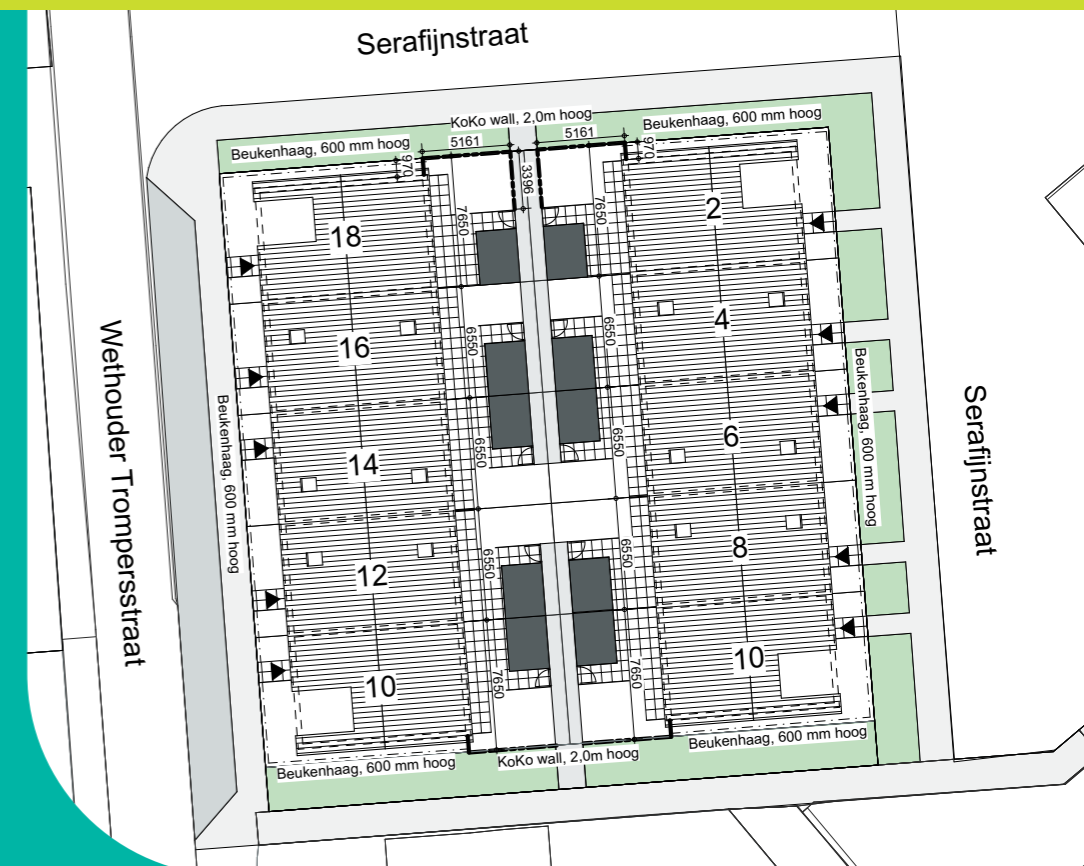 Serafijnstraat
KoKo wall, 2,0m hoog
Beukenhaag, 600 mm hoog
5161
5161
Beukenhaag, 600 mm hoog
970
970
3396
7650
7650
18
2
16
4
6550
6550
14
6
6550
12
8
6550
6550
10
10
7650
7650
Beukenhaag, 600 mm hoog
Beukenhaag, 600 mm hoog
Wethouder Trompersstraat
Serafijnstraat
Beukenhaag, 600 mm hoog
KoKo wall, 2,0m hoog
Beukenhaag, 600 mm hoog